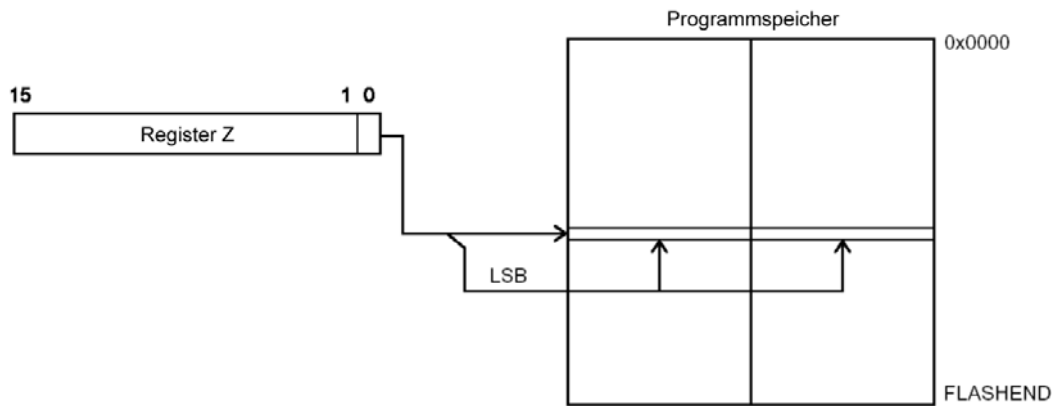 Programmspeicher
0x0000
15 1 0
Register Z
LSB
FLASHEND